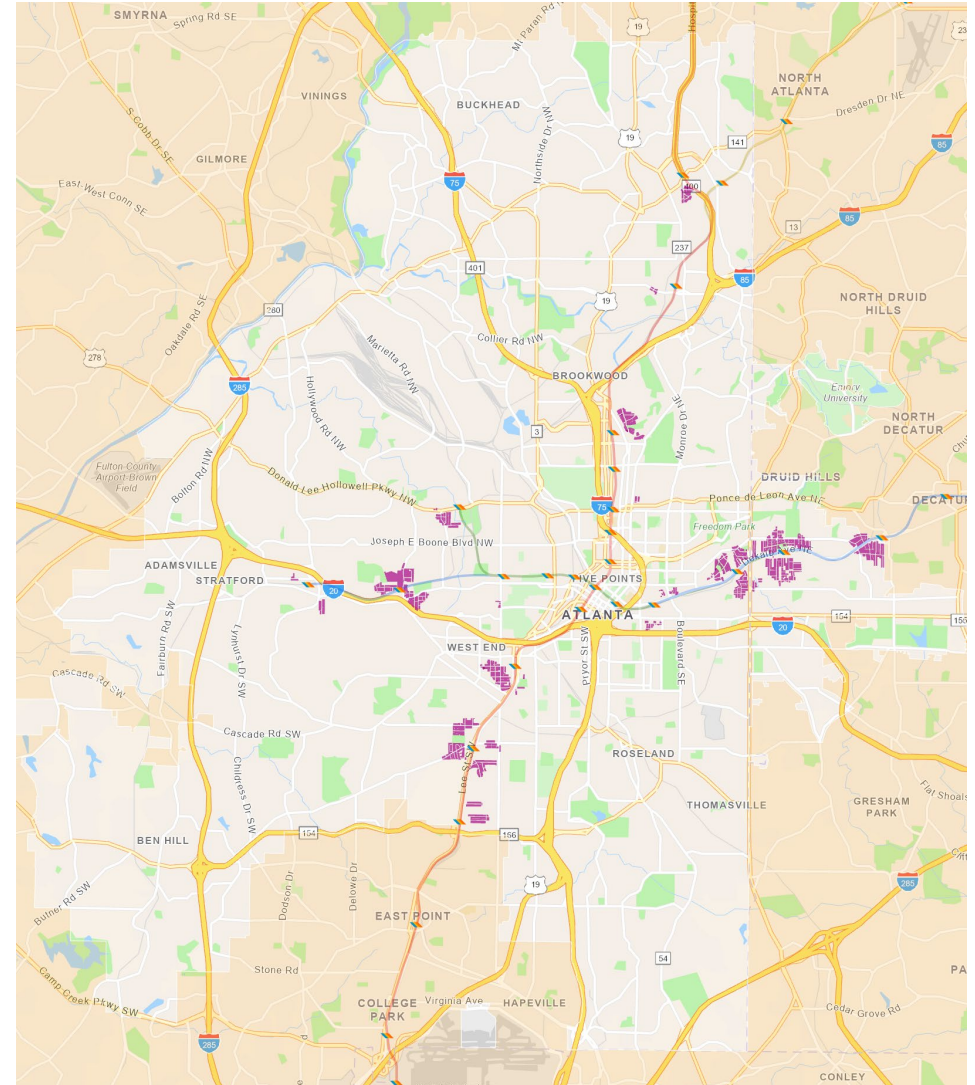 SMYRNA
Spring Rd SE
Mt Paran Rd
19
NORTH
ATLANTA
VININGS
BUCKHEAD
Northside Dr NW
Dresden Dr NE
S Cobb Dr SE
GILMORE
19
141
85
East-West Conn SE
75
400
85
13
237
401
85
Oakdale Rd SE
280
19
NORTH DRUID
HILLS
278
Marietta Rd NW
Collier Rd NW
285
Hollywood Rd NW
BROOKWOOD
Emory
University
Monroe Dr NE
NORTH
DECATUR
3
Fulton County
Airport-Brown
Field
Bolton Rd NW
Donald Lee Hollowell Pkwy NW
DRUID HILLS
75
Ponce de Leon Ave NE
Freedom Park
Joseph E Boone Blvd NW
ADAMSVILLE
STRATFORD
20
ATLANTA
154
155
20
Fairburn Rd SW
Lynhurst Dr SW
WEST END
Pryor St SW
Boulevard SE
Cascade Rd SW
Cascade Rd SW
Childress Dr SW
Lee St SW
ROSELAND
THOMASVILLE
GRESHAM
PARK
Flat Shoals
BEN HILL
154
156
Butner Rd SW
Dodson Dr
Delowe Dr
19
285
EAST POINT
Stone Rd
54
Camp Creek Pkwy SW
COLLEGE
PARK
Virginia Ave
HAPEVILLE
Cedar Grove Rd
285
CONLEY